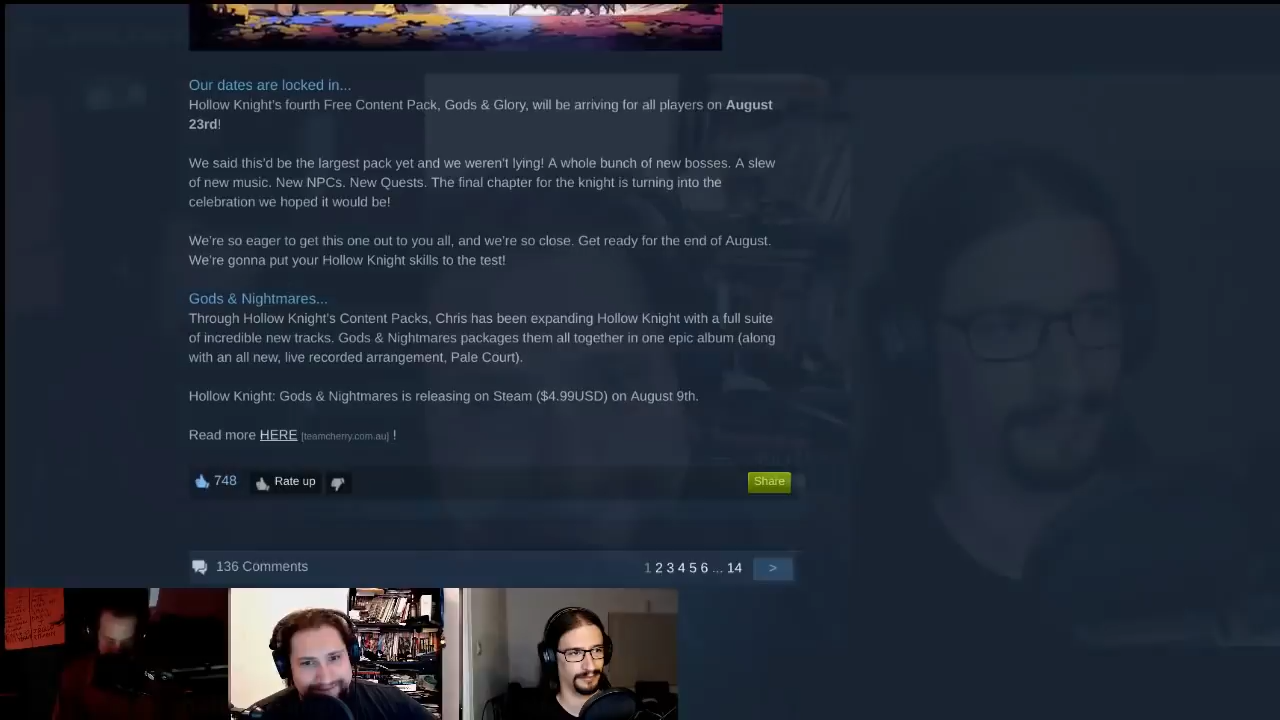 Our dates are locked in...
Hollow Knight's fourth Free Content Pack, Gods & Glory, will be arriving for all players on August
23rd!
We said this'd be the largest pack yet and we weren't lying! A whole bunch of new bosses. A slew
of new music. New NPCs. New Quests. The final chapter for the knight is turning into the
celebration we hoped it would be!
We're so eager to get this one out to you all, and we're so close. Get ready for the end of August.
We're gonna put your Hollow Knight skills to the test!
Gods & Nightmares...
Through Hollow Knight's Content Packs, Chris has been expanding Hollow Knight with a full suite
of incredible new tracks. Gods & Nightmares packages them all together in one epic album (along
with an all new, live recorded arrangement, Pale Court).
Hollow Knight: Gods & Nightmares is releasing on Steam ($4.99USD) on August 9th.
Read more HERE [teamcherry.com.au] !
748 Rate up Share
136 Comments 1 2 3 4 5 6 ... 14 >